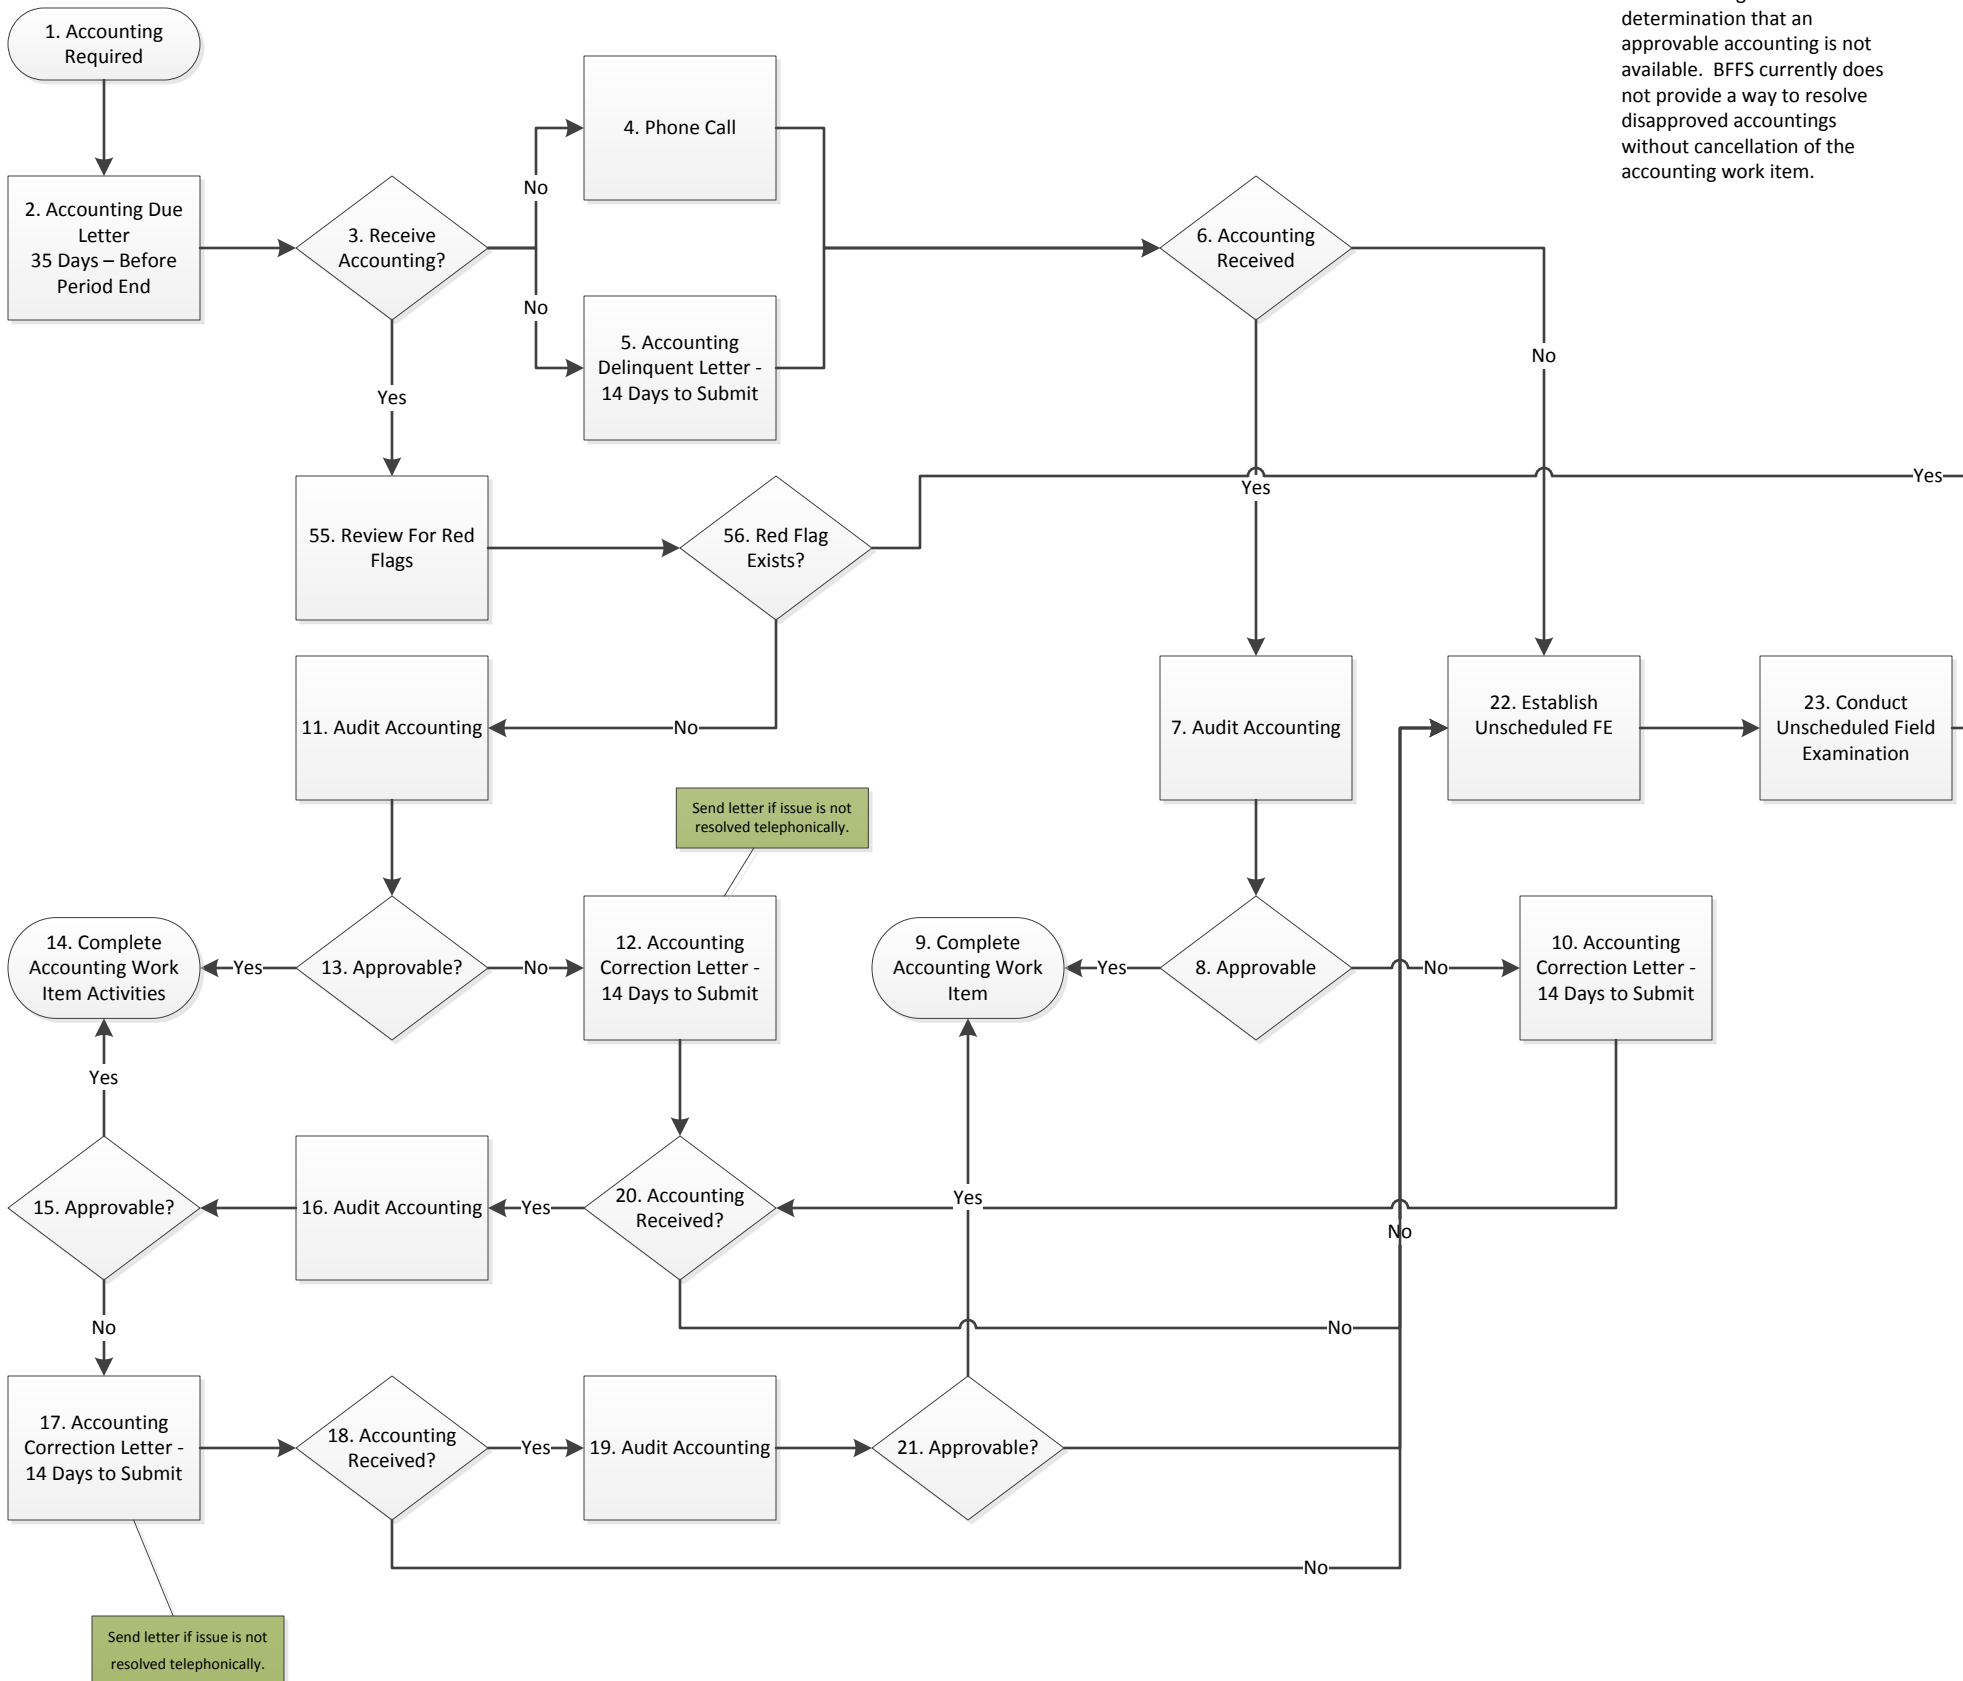 determination that an
approvable accounting is not
available.  BFFS currently does
not provide a way to resolve
disapproved accountings
without cancellation of the
accounting work item.
1. Accounting
Required
2. Accounting Due
Letter
35 Days – Before
Period End
3. Receive
Accounting?
No
No
Yes
4. Phone Call
5. Accounting
Delinquent Letter -
14 Days to Submit
6. Accounting
Received
No
Yes
55. Review For Red
Flags
56. Red Flag
Exists?
Yes
No
11. Audit Accounting
7. Audit Accounting
22. Establish
Unscheduled FE
23. Conduct
Unscheduled Field
Examination
Send letter if issue is not
resolved telephonically.
14. Complete
Accounting Work
Item Activities
Yes
13. Approvable?
No
12. Accounting
Correction Letter -
14 Days to Submit
9. Complete
Accounting Work
Item
Yes
8. Approvable
No
10. Accounting
Correction Letter -
14 Days to Submit
Yes
15. Approvable?
16. Audit Accounting
Yes
20. Accounting
Received?
Yes
No
No
No
17. Accounting
Correction Letter -
14 Days to Submit
18. Accounting
Received?
Yes
19. Audit Accounting
21. Approvable?
No
Send letter if issue is not
resolved telephonically.